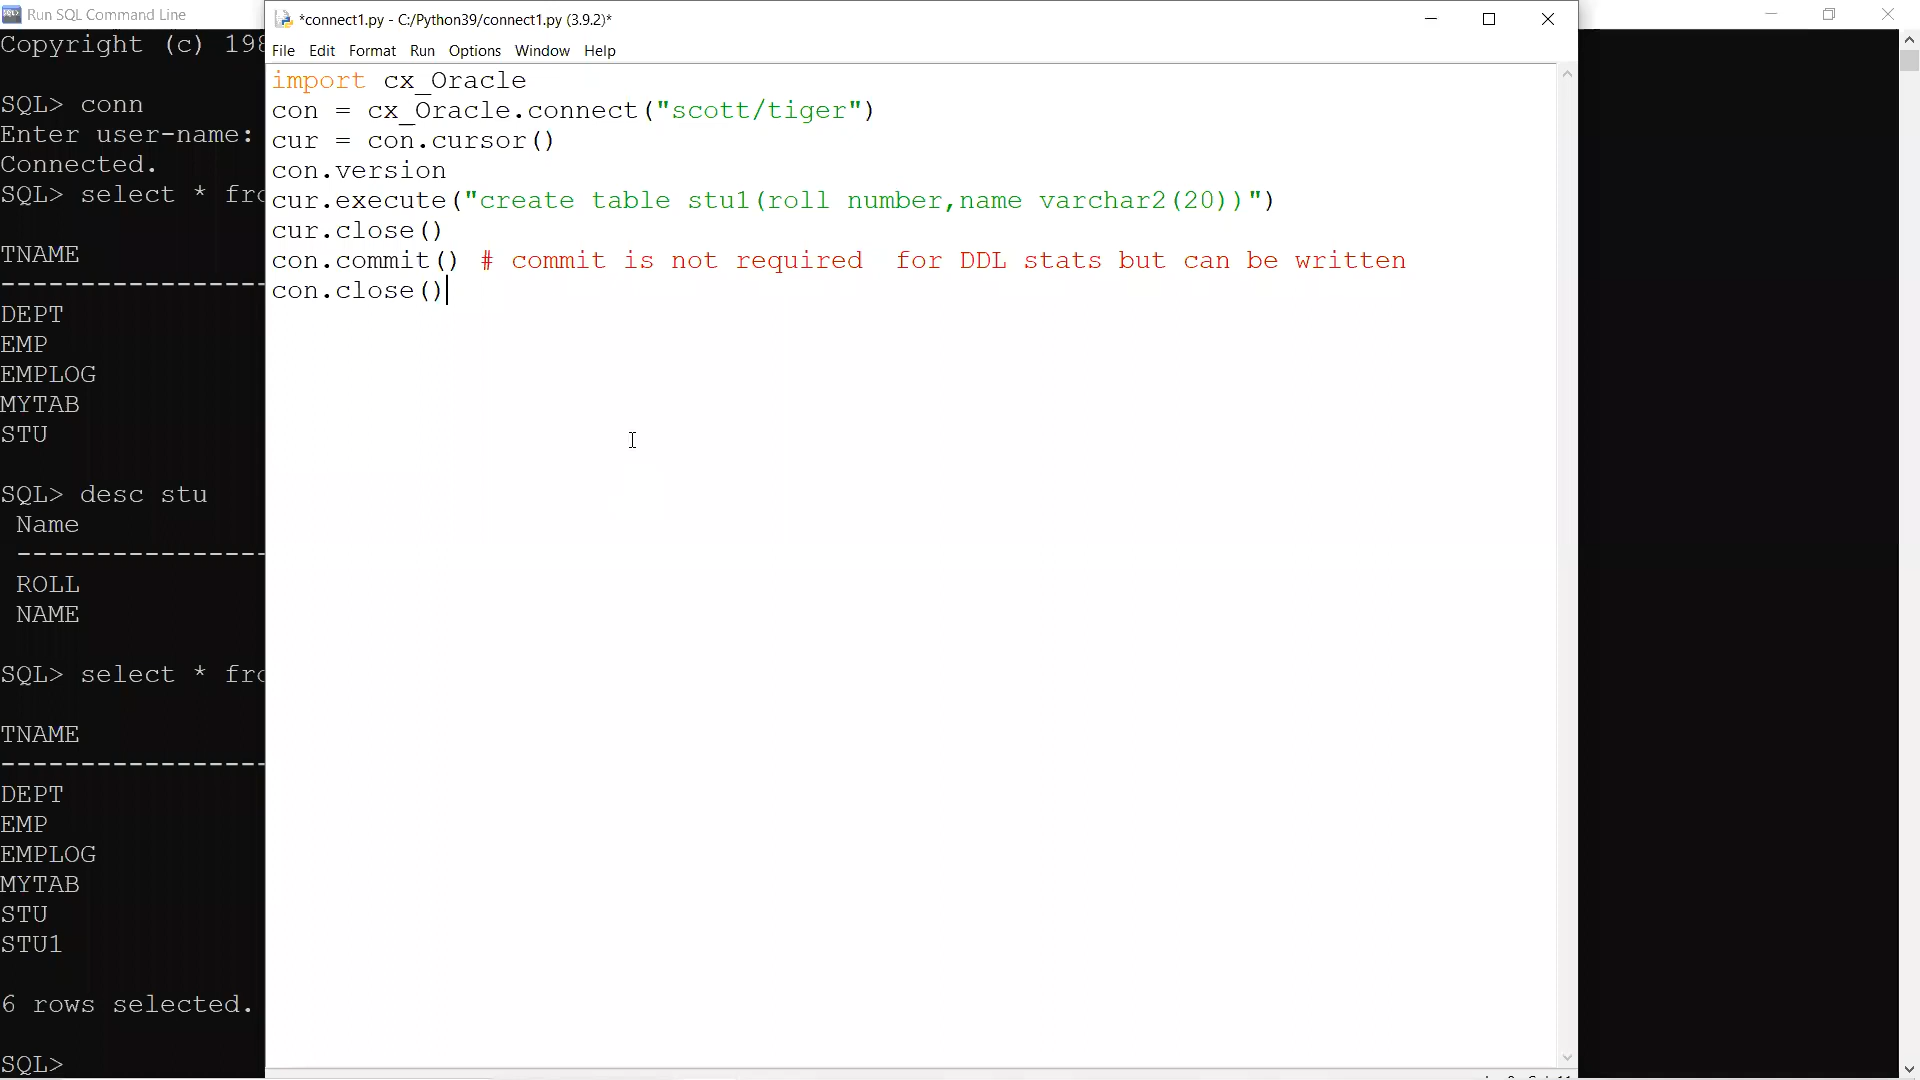 Run SQL Command Line
Copyright (c) 198
SQL> conn
Enter user-name:
Connected.
SQL> select * fro
TNAME
-----------------
DEPT
EMP
EMPLOG
MYTAB
STU
SQL> desc stu
Name
----------------
ROLL
NAME
SQL> select * fro
TNAME
-----------------
DEPT
EMP
EMPLOG
MYTAB
STU
STU1
6 rows selected.
SQL>
*connect1.py - C:/Python39/connect1.py (3.9.2)*
File Edit Format Run Options Window Help
import cx_Oracle
con = cx_Oracle.connect("scott/tiger")
cur = con.cursor()
con.version
cur.execute("create table stu1(roll number,name varchar2(20))")
cur.close()
con.commit() # commit is not required  for DDL stats but can be written
con.close()